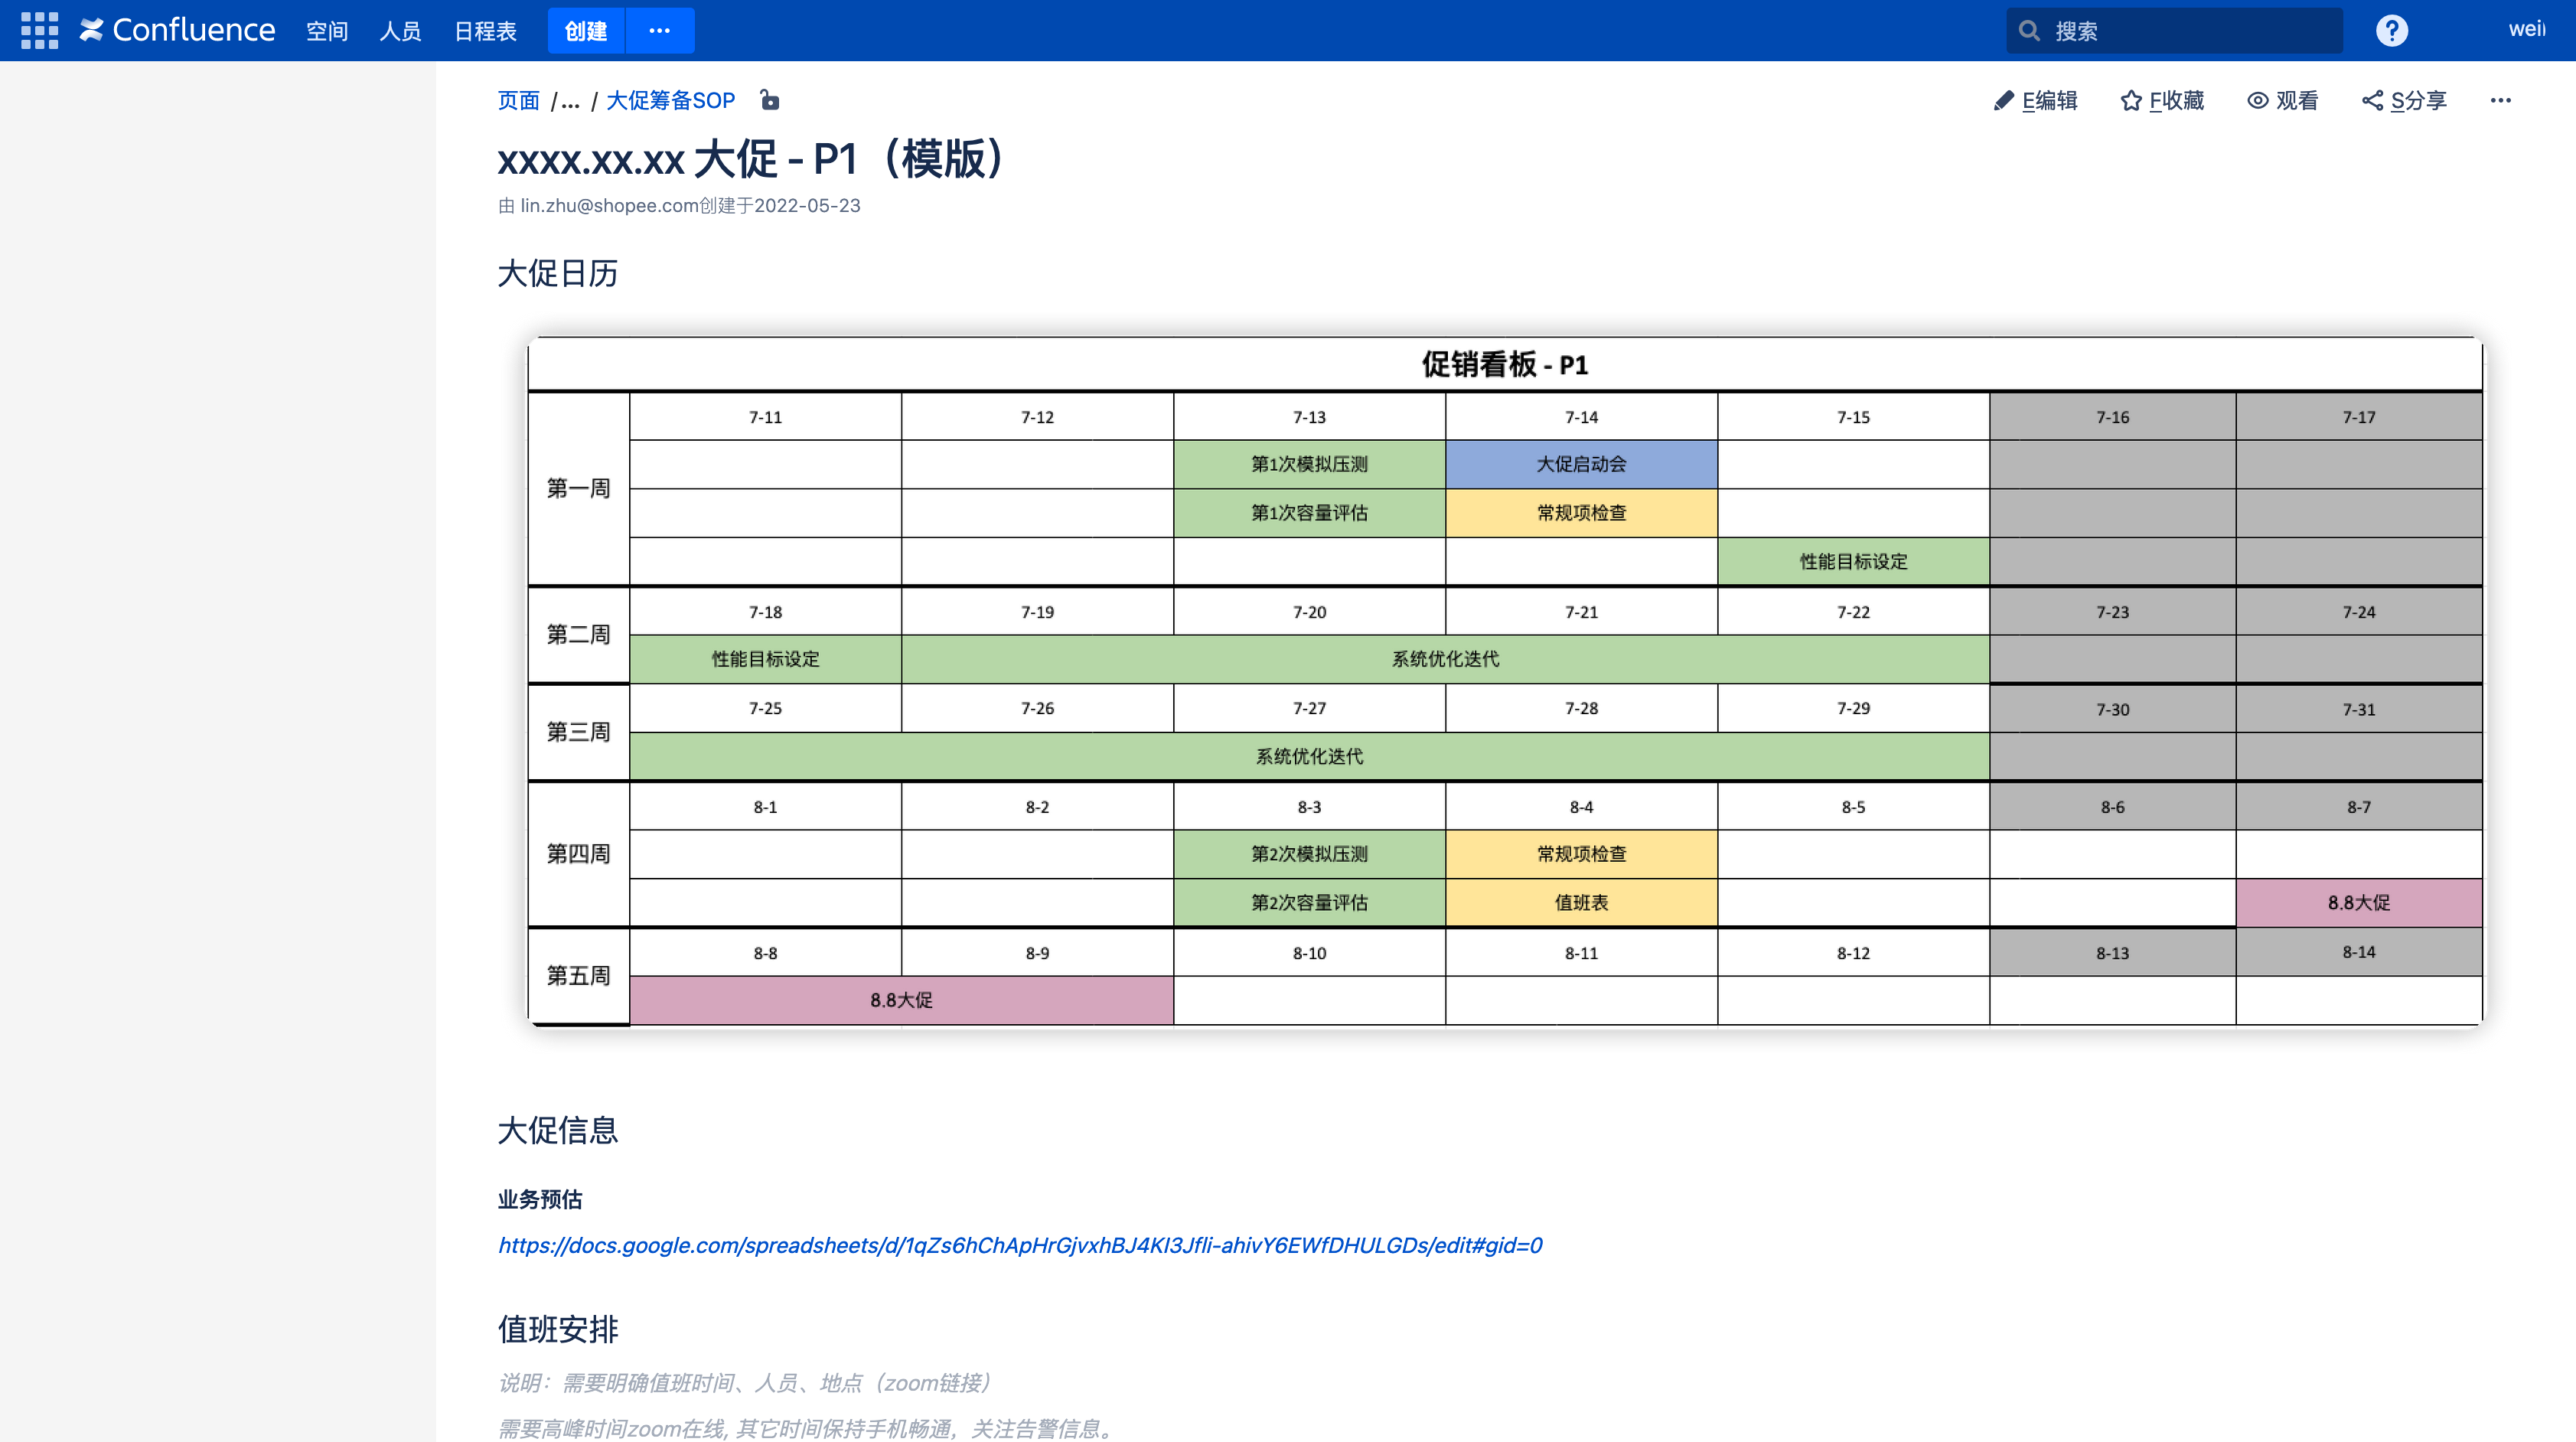 Confluence 空间 人员 日程表 创建 ··· 搜索 ?
页面 /... / 大促筹备SOP E编辑 F收藏 观看 S分享 ···
xxxx.xx.xx 大促 - P1（模版）
由 lin.zhu@shopee.com创建于2022-05-23
大促日历
促销看板 - P1
第一周 7-11 7-12 7-13 7-14 7-15 7-16 7-17
第1次模拟压测 大促启动会
第1次容量评估 常规项检查
性能目标设定
第二周 7-18 7-19 7-20 7-21 7-22 7-23 7-24
性能目标设定 系统优化迭代
第三周 7-25 7-26 7-27 7-28 7-29 7-30 7-31
系统优化迭代
第四周 8-1 8-2 8-3 8-4 8-5 8-6 8-7
第2次模拟压测 常规项检查
第2次容量评估 值班表 8.8大促
第五周 8-8 8-9 8-10 8-11 8-12 8-13 8-14
8.8大促
大促信息
业务预估
https://docs.google.com/spreadsheets/d/1qZs6hChApHrGjvxhBJ4KI3Jfli-ahivY6EWfDHULGDs/edit#gid=0
值班安排
说明：需要明确值班时间、人员、地点（zoom链接）
需要高峰时间zoom在线, 其它时间保持手机畅通，关注告警信息。